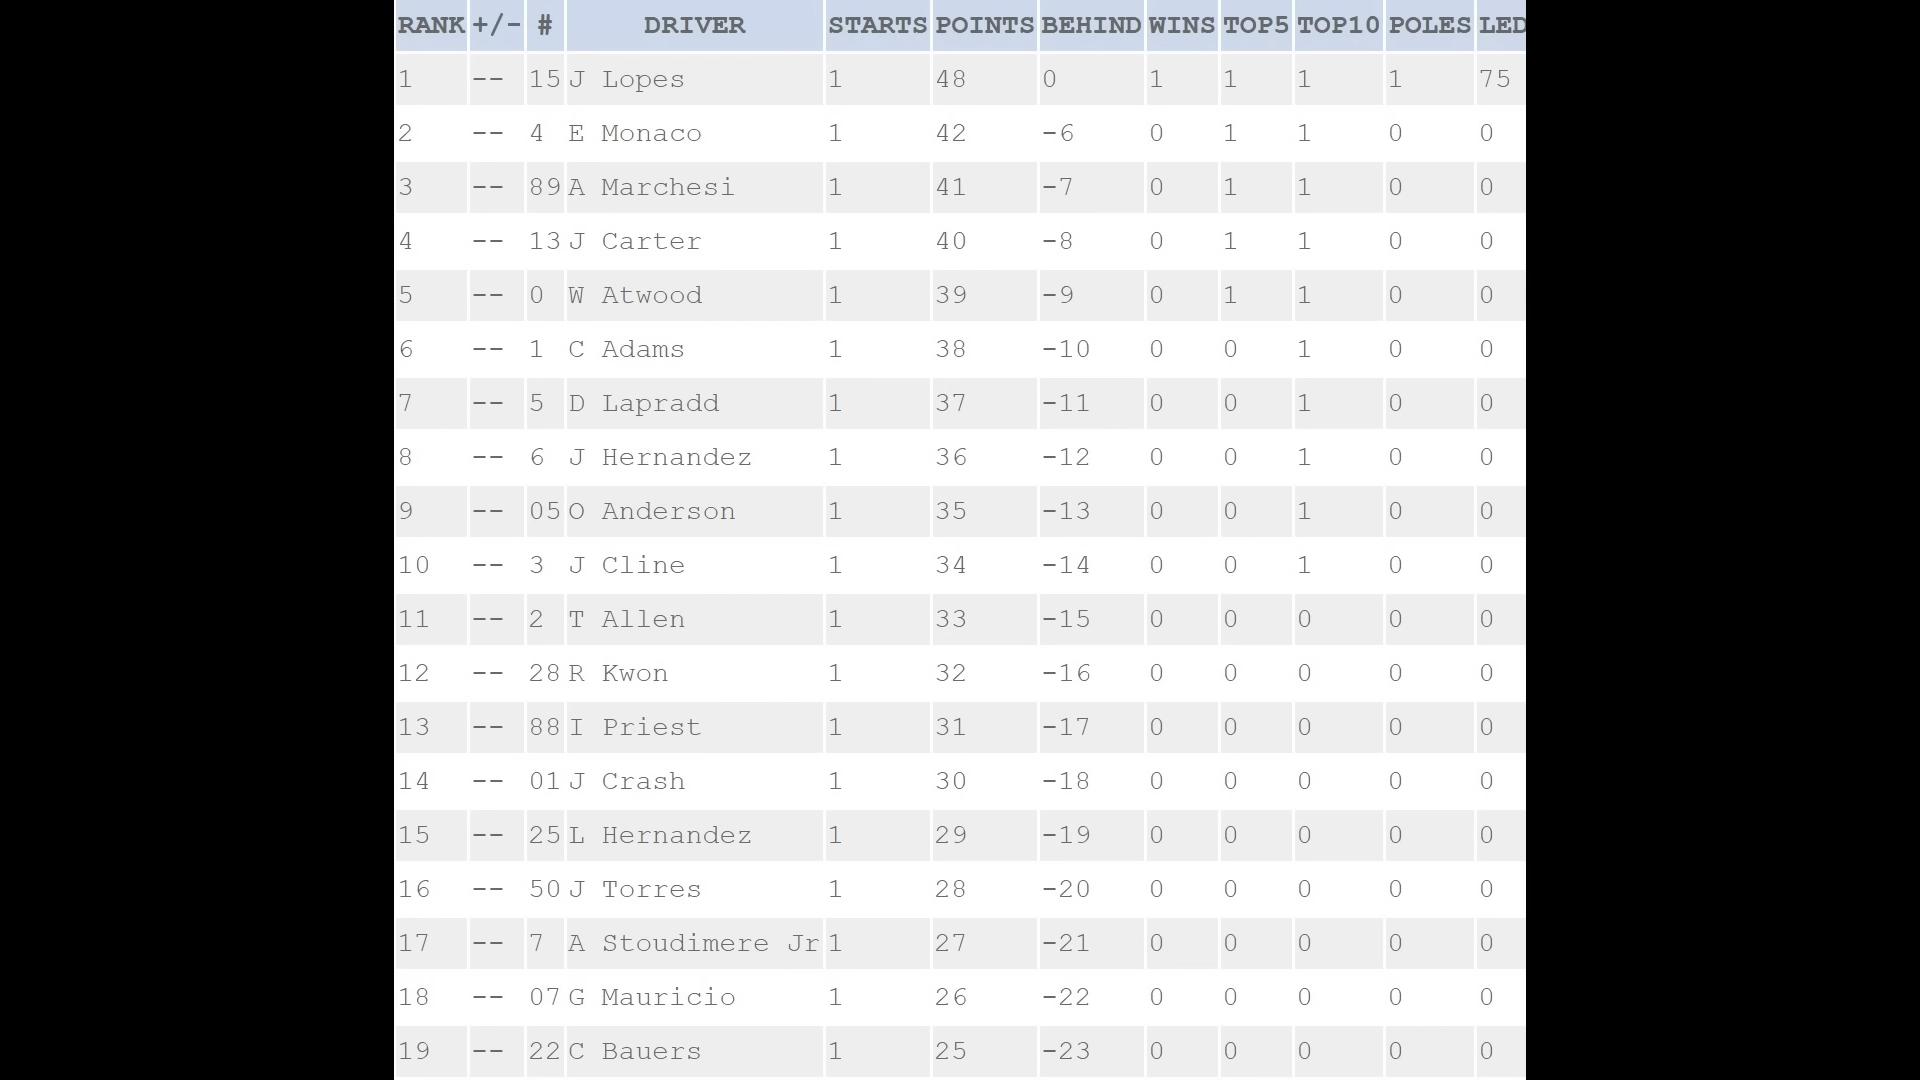 RANK +/- # DRIVER STARTS POINTS BEHIND WINS TOP5 TOP10 POLES LED
1 -- 15 J Lopes 1 48 0 1 1 1 1 75
2 -- 4 E Monaco 1 42 -6 0 1 1 0 0
3 -- 89 A Marchesi 1 41 -7 0 1 1 0 0
4 -- 13 J Carter 1 40 -8 0 1 1 0 0
5 -- 0 W Atwood 1 39 -9 0 1 1 0 0
6 -- 1 C Adams 1 38 -10 0 0 1 0 0
7 -- 5 D Lapradd 1 37 -11 0 0 1 0 0
8 -- 6 J Hernandez 1 36 -12 0 0 1 0 0
9 -- 05 O Anderson 1 35 -13 0 0 1 0 0
10 -- 3 J Cline 1 34 -14 0 0 1 0 0
11 -- 2 T Allen 1 33 -15 0 0 0 0 0
12 -- 28 R Kwon 1 32 -16 0 0 0 0 0
13 -- 88 I Priest 1 31 -17 0 0 0 0 0
14 -- 01 J Crash 1 30 -18 0 0 0 0 0
15 -- 25 L Hernandez 1 29 -19 0 0 0 0 0
16 -- 50 J Torres 1 28 -20 0 0 0 0 0
17 -- 7 A Stoudimere Jr 1 27 -21 0 0 0 0 0
18 -- 07 G Mauricio 1 26 -22 0 0 0 0 0
19 -- 22 C Bauers 1 25 -23 0 0 0 0 0